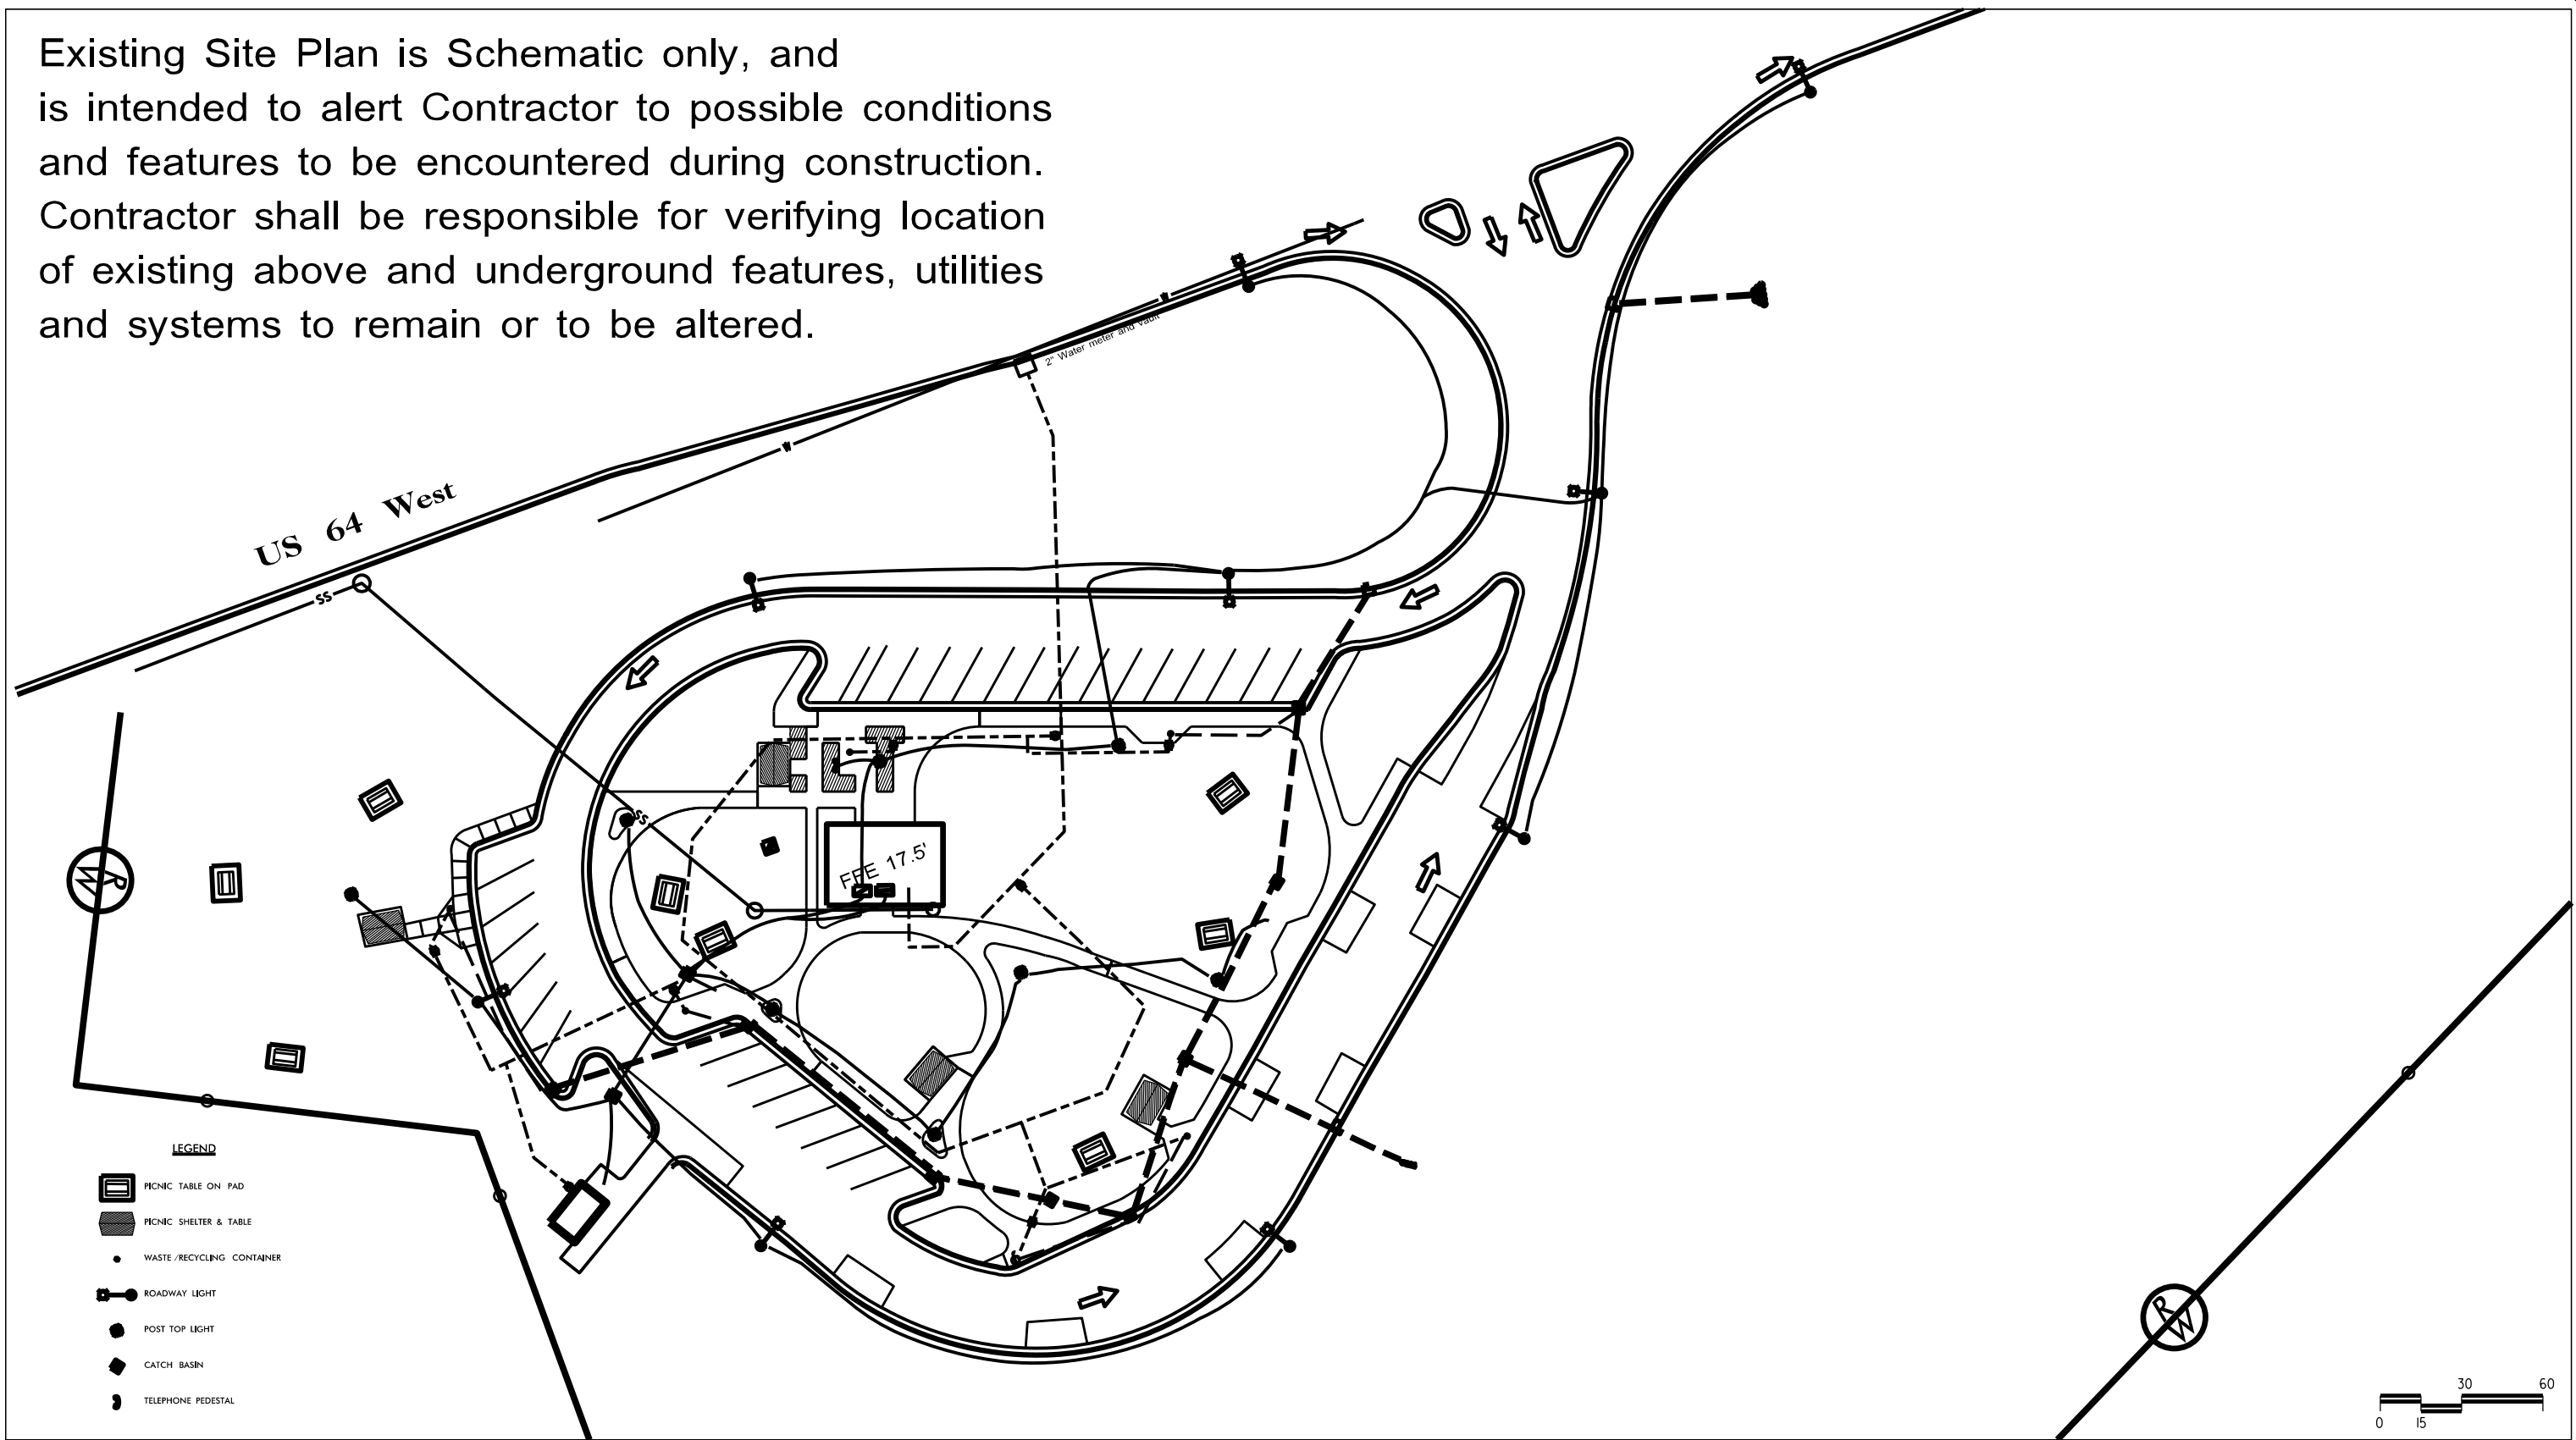 Existing Site Plan is Schematic only, and
is intended to alert Contractor to possible conditions
and features to be encountered during construction.
Contractor shall be responsible for verifying location
of existing above and underground features, utilities
and systems to remain or to be altered.
2" Water meter and vault
US 64 West
SS
SS
FFE 17.5'
R
W
LEGEND
PICNIC TABLE ON PAD
PICNIC SHELTER & TABLE
WASTE/RECYCLING CONTAINER
ROADWAY LIGHT
POST TOP LIGHT
CATCH BASIN
TELEPHONE PEDESTAL
R
W
30 60
0 15